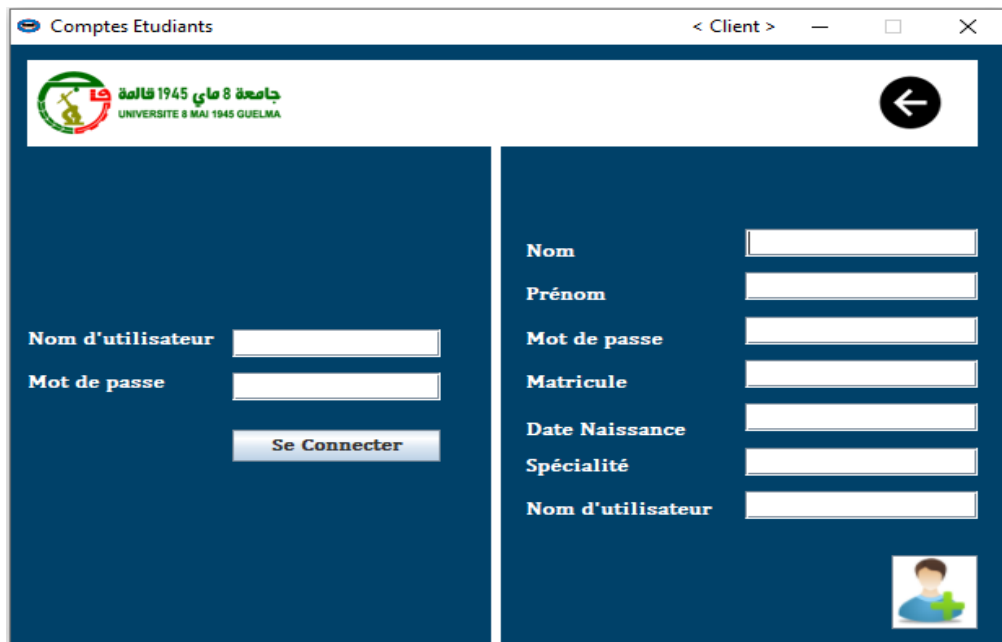 Comptes Etudiants < Client >
جامعة 8 ماي 1945 قالمة
UNIVERSITE 8 MAI 1945 GUELMA
Nom d'utilisateur
Mot de passe
Se Connecter
Nom
Prénom
Mot de passe
Matricule
Date Naissance
Spécialité
Nom d'utilisateur